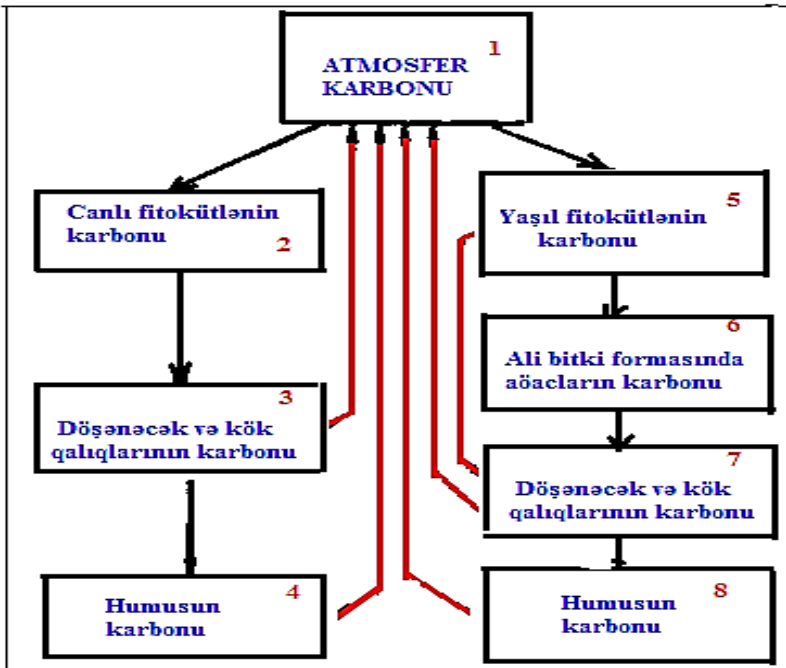 1
ATMOSFER
KARBONU
Canlı fitokütlənin
karbonu
2
3
Döşənəcək və kök
qalıqlarının karbonu
4
Humusun
karbonu
5
Yaşıl fitokütlənin
karbonu
6
Ali bitki formasında
aöacların karbonu
7
Döşənəcək və kök
qalıqlarının karbonu
8
Humusun
karbonu